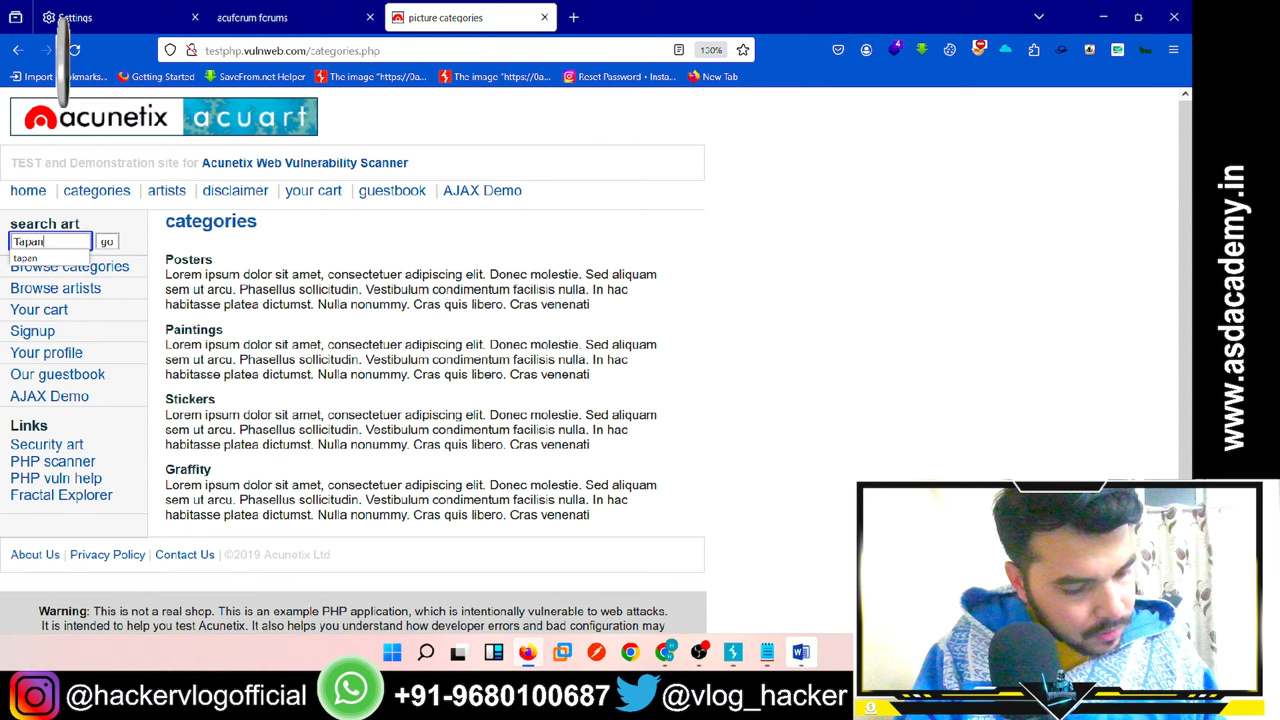 Settings
acuforum forums
picture categories
testphp.vulnweb.com/categories.php
100%
Import
okmarks...
Getting Started
SaveFrom.net Helper
The image "https://0a...
The image "https://0a...
Reset Password • Insta...
New Tab
acunetix acuart
TEST and Demonstration site for Acunetix Web Vulnerability Scanner
home | categories | artists | disclaimer | your cart | guestbook | AJAX Demo
search art
Tapan
go
tapan
Browse categories
Browse artists
Your cart
Signup
Your profile
Our guestbook
AJAX Demo
Links
Security art
PHP scanner
PHP vuln help
Fractal Explorer
categories
Posters
Lorem ipsum dolor sit amet, consectetuer adipiscing elit. Donec molestie. Sed aliquam
sem ut arcu. Phasellus sollicitudin. Vestibulum condimentum facilisis nulla. In hac
habitasse platea dictumst. Nulla nonummy. Cras quis libero. Cras venenati
Paintings
Lorem ipsum dolor sit amet, consectetuer adipiscing elit. Donec molestie. Sed aliquam
sem ut arcu. Phasellus sollicitudin. Vestibulum condimentum facilisis nulla. In hac
habitasse platea dictumst. Nulla nonummy. Cras quis libero. Cras venenati
Stickers
Lorem ipsum dolor sit amet, consectetuer adipiscing elit. Donec molestie. Sed aliquam
sem ut arcu. Phasellus sollicitudin. Vestibulum condimentum facilisis nulla. In hac
habitasse platea dictumst. Nulla nonummy. Cras quis libero. Cras venenati
Graffity
Lorem ipsum dolor sit amet, consectetuer adipiscing elit. Donec molestie. Sed aliquam
sem ut arcu. Phasellus sollicitudin. Vestibulum condimentum facilisis nulla. In hac
habitasse platea dictumst. Nulla nonummy. Cras quis libero. Cras venenati
About Us | Privacy Policy | Contact Us | ©2019 Acunetix Ltd
Warning: This is not a real shop. This is an example PHP application, which is intentionally vulnerable to web attacks.
It is intended to help you test Acunetix. It also helps you understand how developer errors and bad configuration may
www.asdacademy.in
@hackervlogofficial
+91-9680100687
@vlog_hacker